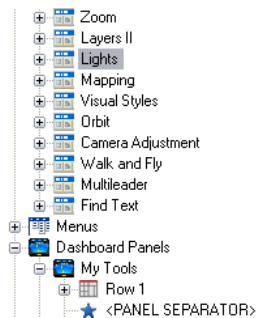 Zoom
Layers II
Lights
Mapping
Visual Styles
Orbit
Camera Adjustment
Walk and Fly
Multileader
Find Text
Menus
Dashboard Panels
My Tools
Row 1
<PANEL SEPARATOR>